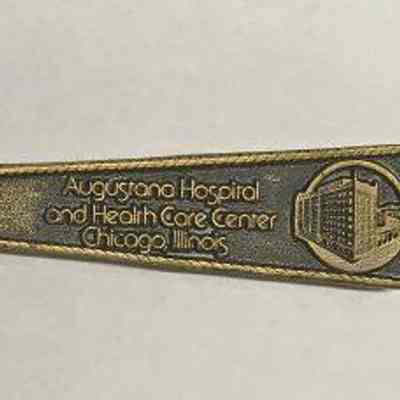 Augustana Hospital
and Health Care Center
Chicago, Illinois